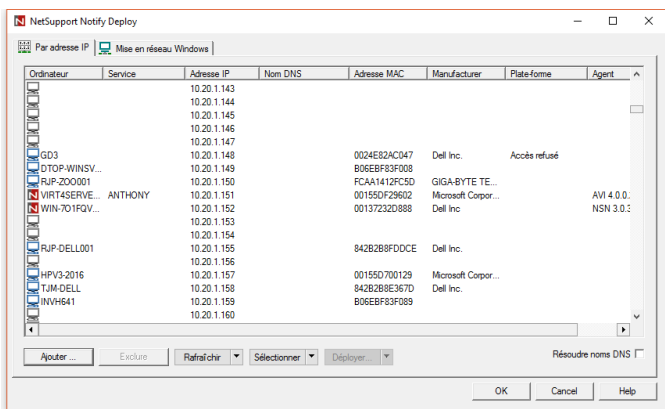 NetSupport Notify Deploy
Par adresse IP Mise en réseau Windows
Ordinateur Service Adresse IP Nom DNS Adresse MAC Manufacturer Plate-forme Agent
10.20.1.143
10.20.1.144
10.20.1.145
10.20.1.146
10.20.1.147
GD3 10.20.1.148 0024E82AC047 Dell Inc. Accès refusé
DTOP-WINSV... 10.20.1.149 B06EBF83F008
RJP-ZOO001 10.20.1.150 FCAA1412FC5D GIGA-BYTE TE...
VIRT4SERVE... ANTHONY 10.20.1.151 00155DF29602 Microsoft Corpor... AVI 4.0.0.
WIN-7O1FQV... 10.20.1.152 00137232D888 Dell Inc NSN 3.0.3
10.20.1.153
10.20.1.154
RJP-DELL001 10.20.1.155 842B2B8FDDCE Dell Inc.
10.20.1.156
HPV3-2016 10.20.1.157 00155D700129 Microsoft Corpor...
TJM-DELL 10.20.1.158 842B2B8E367D Dell Inc.
INVH641 10.20.1.159 B06EBF83F089
10.20.1.160
Ajouter ... Exclure Rafraîchir Sélectionner Déployer... Résoudre noms DNS
OK Cancel Help